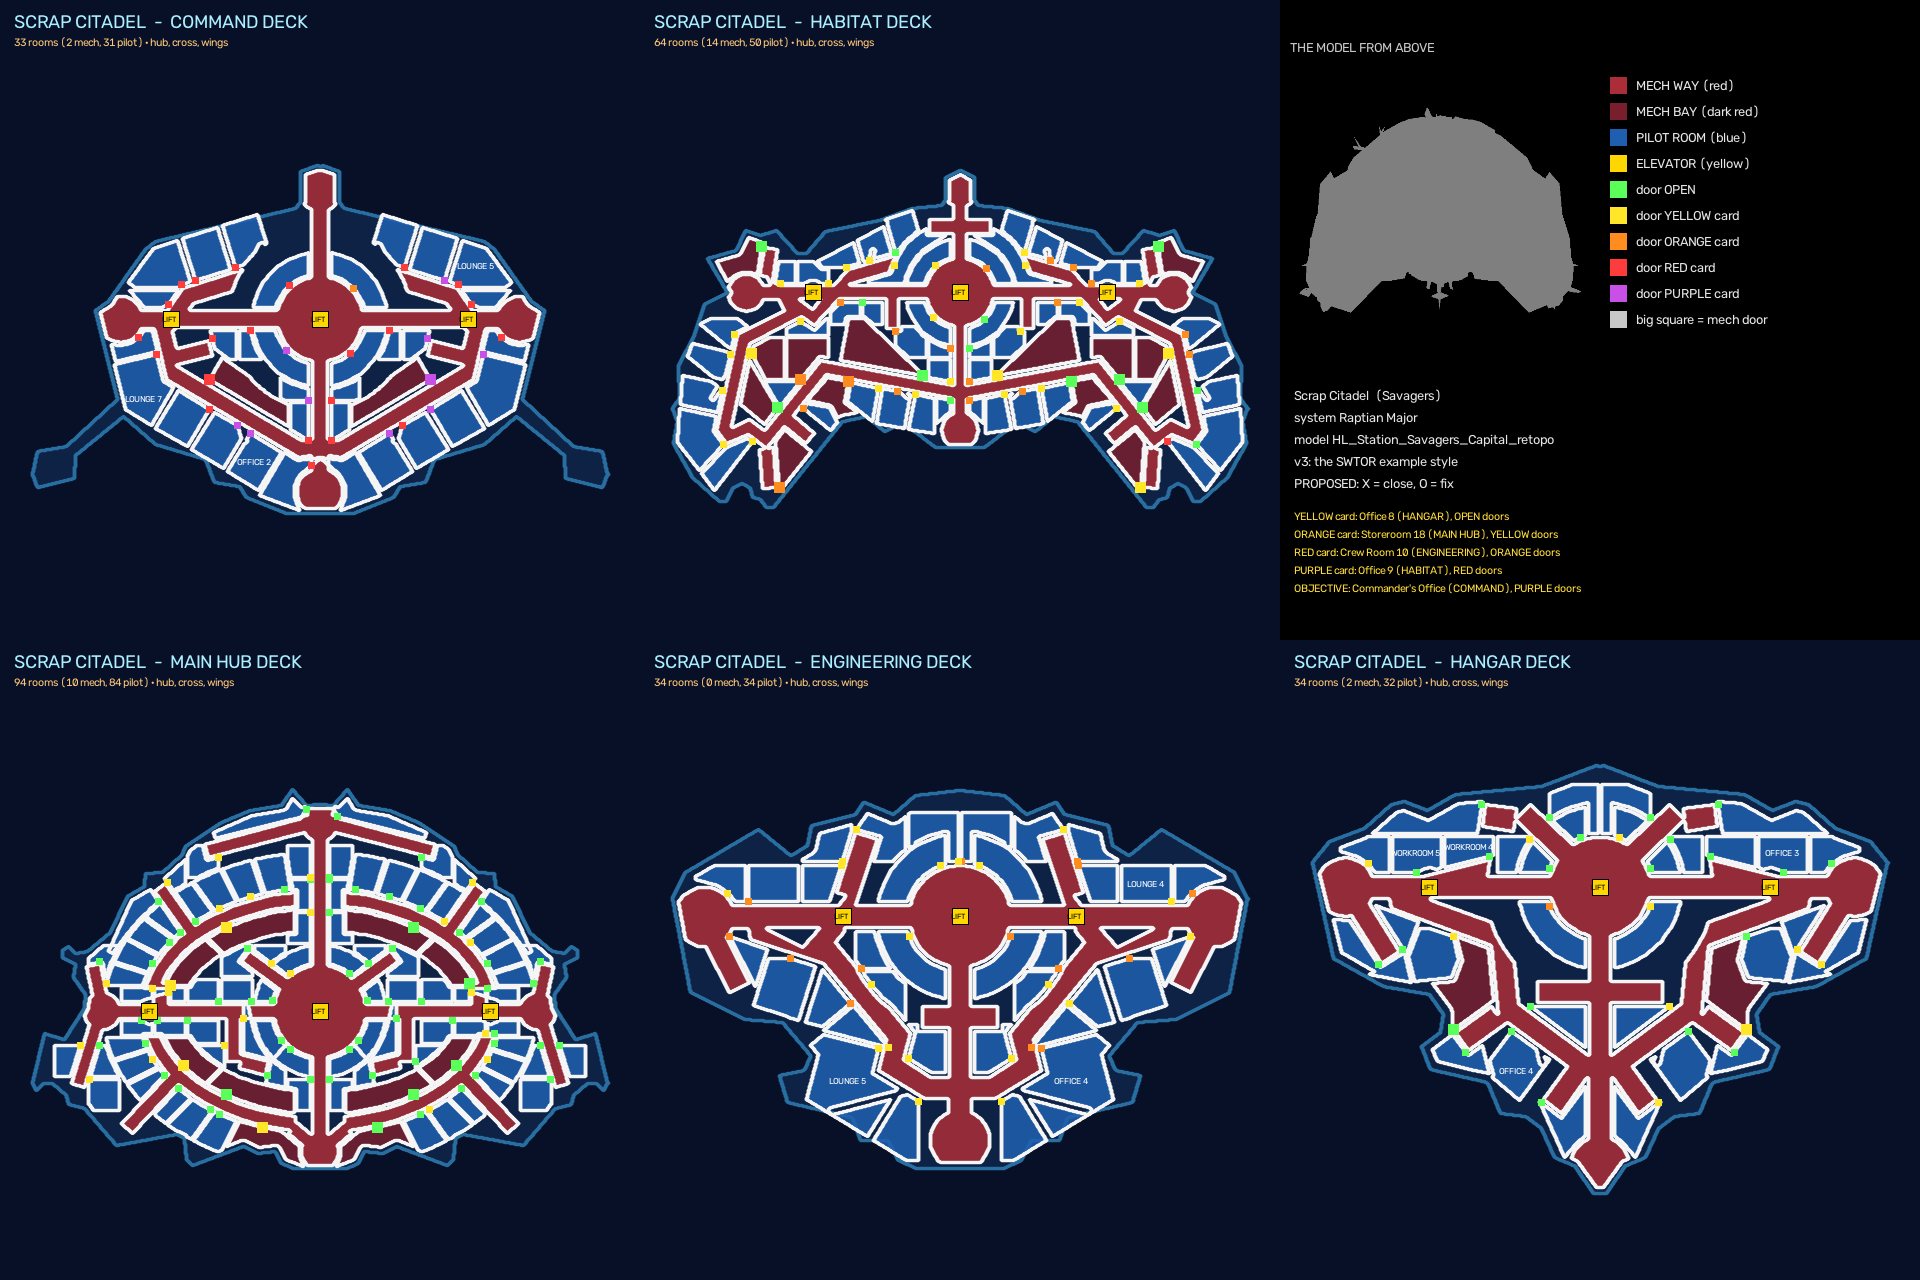 SCRAP CITADEL - COMMAND DECK
33 rooms (2 mech, 31 pilot) • hub, cross, wings
LOUNGE 5
LIFT
LIFT
LIFT
LOUNGE 7
OFFICE 2
SCRAP CITADEL - HABITAT DECK
64 rooms (14 mech, 50 pilot) • hub, cross, wings
LIFT
LIFT
LIFT
THE MODEL FROM ABOVE
MECH WAY (red)
MECH BAY (dark red)
PILOT ROOM (blue)
ELEVATOR (yellow)
door OPEN
door YELLOW card
door ORANGE card
door RED card
door PURPLE card
big square = mech door
Scrap Citadel (Savagers)
system Raptian Major
model HL_Station_Savagers_Capital_retopo
v3: the SWTOR example style
PROPOSED: X = close, O = fix
YELLOW card: Office 8 (HANGAR), OPEN doors
ORANGE card: Storeroom 18 (MAIN HUB), YELLOW doors
RED card: Crew Room 10 (ENGINEERING), ORANGE doors
PURPLE card: Office 9 (HABITAT), RED doors
OBJECTIVE: Commander's Office (COMMAND), PURPLE doors
SCRAP CITADEL - MAIN HUB DECK
94 rooms (10 mech, 84 pilot) • hub, cross, wings
LIFT
LIFT
LIFT
SCRAP CITADEL - ENGINEERING DECK
34 rooms (0 mech, 34 pilot) • hub, cross, wings
LOUNGE 4
LIFT
LIFT
LIFT
LOUNGE 5
OFFICE 4
SCRAP CITADEL - HANGAR DECK
34 rooms (2 mech, 32 pilot) • hub, cross, wings
WORKROOM 5
WORKROOM 4
OFFICE 3
LIFT
LIFT
LIFT
OFFICE 4